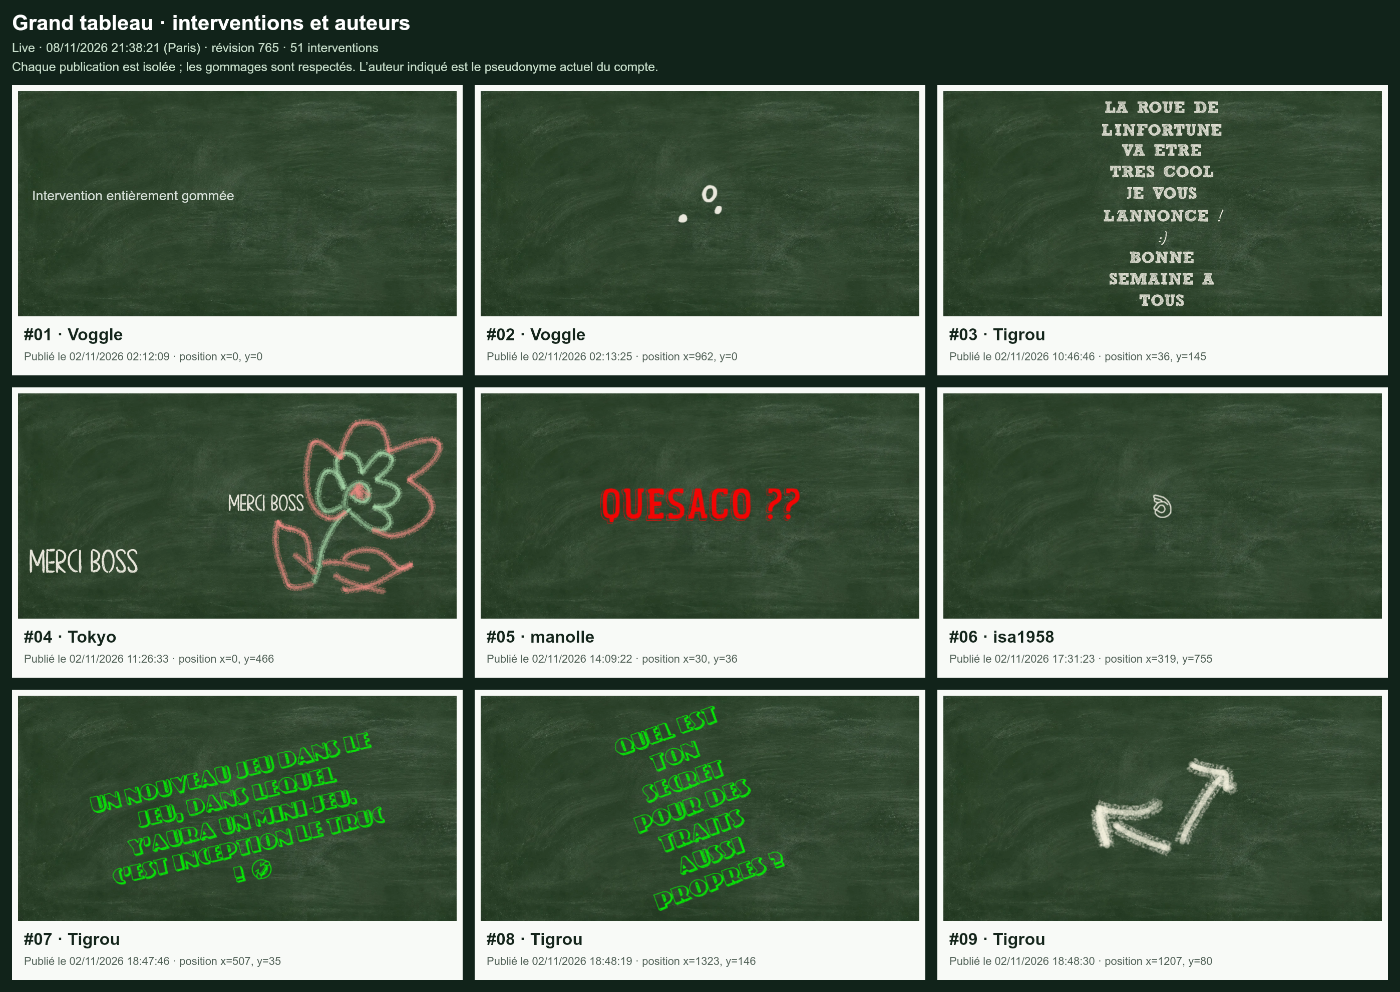 Grand tableau · interventions et auteurs
Live · 08/11/2026 21:38:21 (Paris) · révision 765 · 51 interventions
Chaque publication est isolée ; les gommages sont respectés. L'auteur indiqué est le pseudonyme actuel du compte.
Intervention entièrement gommée
#01 · Voggle
Publié le 02/11/2026 02:12:09 · position x=0, y=0
#02 · Voggle
Publié le 02/11/2026 02:13:25 · position x=962, y=0
LA ROUE DE
LINFORTUNE
VA ETRE
TRES COOL
JE VOUS
LANNONCE !
:)
BONNE
SEMAINE A
TOUS
#03 · Tigrou
Publié le 02/11/2026 10:46:46 · position x=36, y=145
MERCI BOSS
MERCI BOSS
#04 · Tokyo
Publié le 02/11/2026 11:26:33 · position x=0, y=466
QUESACO ??
#05 · manolle
Publié le 02/11/2026 14:09:22 · position x=30, y=36
#06 · isa1958
Publié le 02/11/2026 17:31:23 · position x=319, y=755
UN NOUVEAU JEU DANS LE
JEU, DANS LEQUEL
Y'AURA UN MINI-JEU.
C'EST INCEPTION LE TRUC
!
#07 · Tigrou
Publié le 02/11/2026 18:47:46 · position x=507, y=35
QUEL EST
TON
SECRET
POUR DES
TRAITS
AUSSI
PROPRES ?
#08 · Tigrou
Publié le 02/11/2026 18:48:19 · position x=1323, y=146
#09 · Tigrou
Publié le 02/11/2026 18:48:30 · position x=1207, y=80